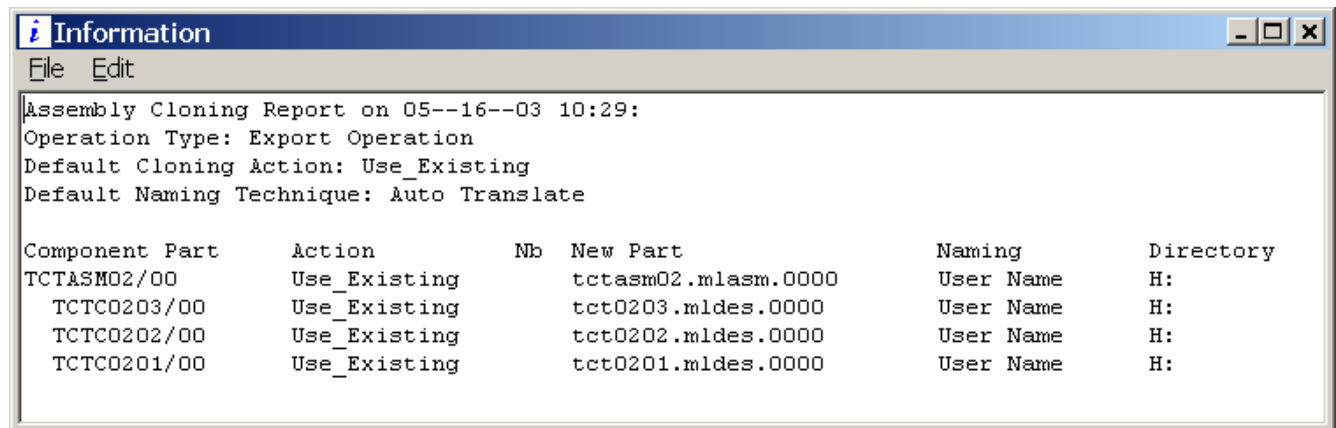 Information
File Edit
Assembly Cloning Report on 05--16--03 10:29:
Operation Type: Export Operation
Default Cloning Action: Use_Existing
Default Naming Technique: Auto Translate
Component Part Action Nb New Part Naming Directory
TCTASM02/00 Use_Existing tctasm02.mlasm.0000 User Name H:
TCTC0203/00 Use_Existing tct0203.mldes.0000 User Name H:
TCTC0202/00 Use_Existing tct0202.mldes.0000 User Name H:
TCTC0201/00 Use_Existing tct0201.mldes.0000 User Name H: